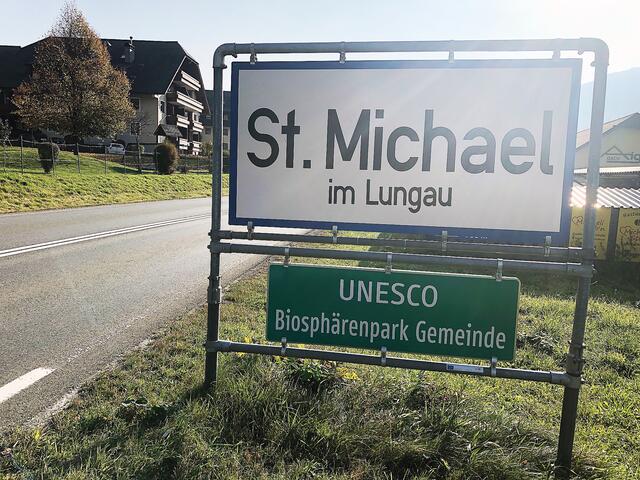 St. Michael
im Lungau
UNESCO
Biosphärenpark Gemeinde